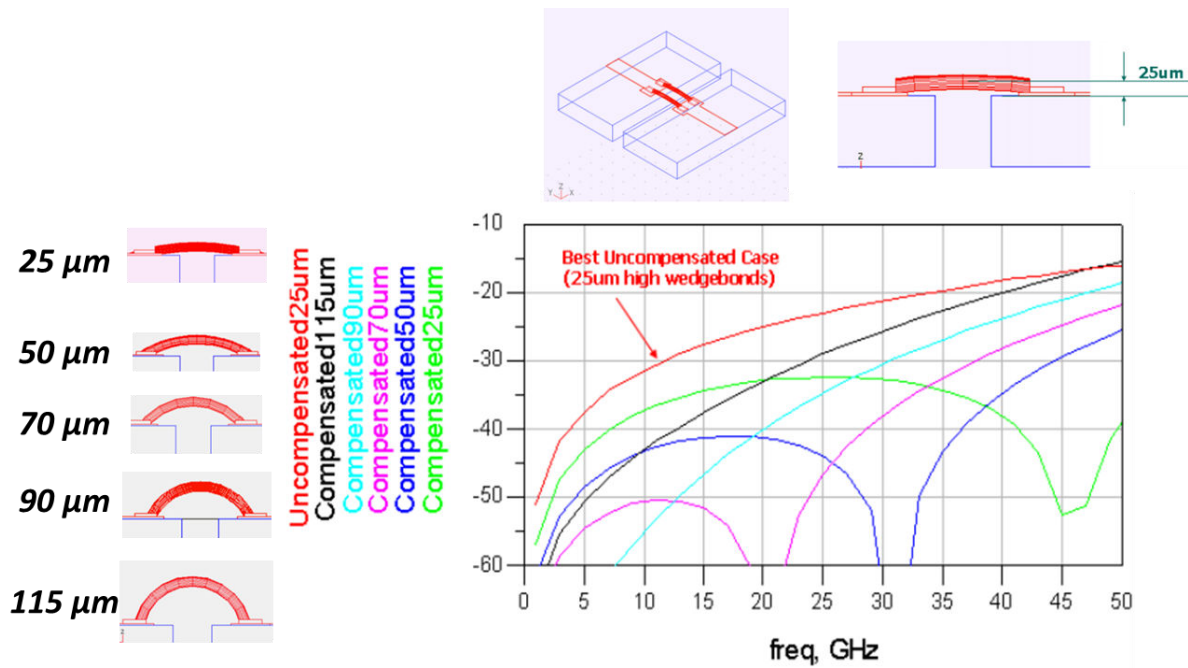 25um
Z
Z
Y X
25 µm
50 µm
70 µm
90 µm
115 µm
Z
Uncompensated25um
Compensated115um
Compensated90um
Compensated70um
Compensated50um
Compensated25um
Best Uncompensated Case
(25um high wedgebonds)
-10
-20
-30
-40
-50
-60
0 5 10 15 20 25 30 35 40 45 50
freq, GHz